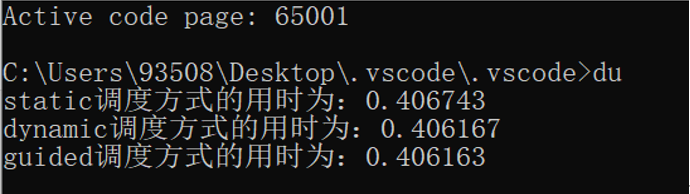 Active code page: 65001
C:\Users\93508\Desktop\.vscode\.vscode>du
static调度方式的用时为：0.406743
dynamic调度方式的用时为：0.406167
guided调度方式的用时为：0.406163